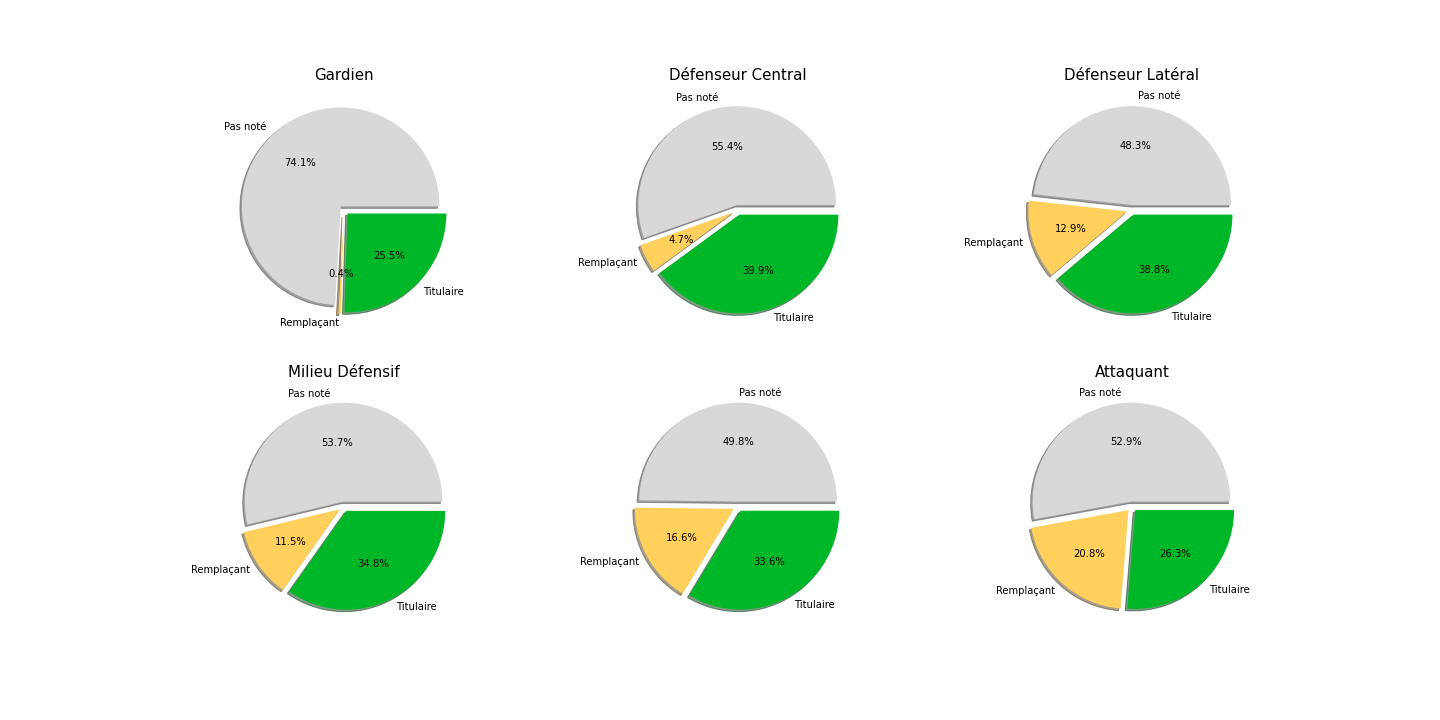 Gardien
Pas noté
74.1%
0.4%
25.5%
Remplaçant
Titulaire
Défenseur Central
Pas noté
55.4%
4.7%
Remplaçant
39.9%
Titulaire
Défenseur Latéral
Pas noté
48.3%
12.9%
Remplaçant
38.8%
Titulaire
Milieu Défensif
Pas noté
53.7%
11.5%
Remplaçant
34.8%
Titulaire
Pas noté
49.8%
16.6%
Remplaçant
33.6%
Titulaire
Attaquant
Pas noté
52.9%
20.8%
Remplaçant
26.3%
Titulaire